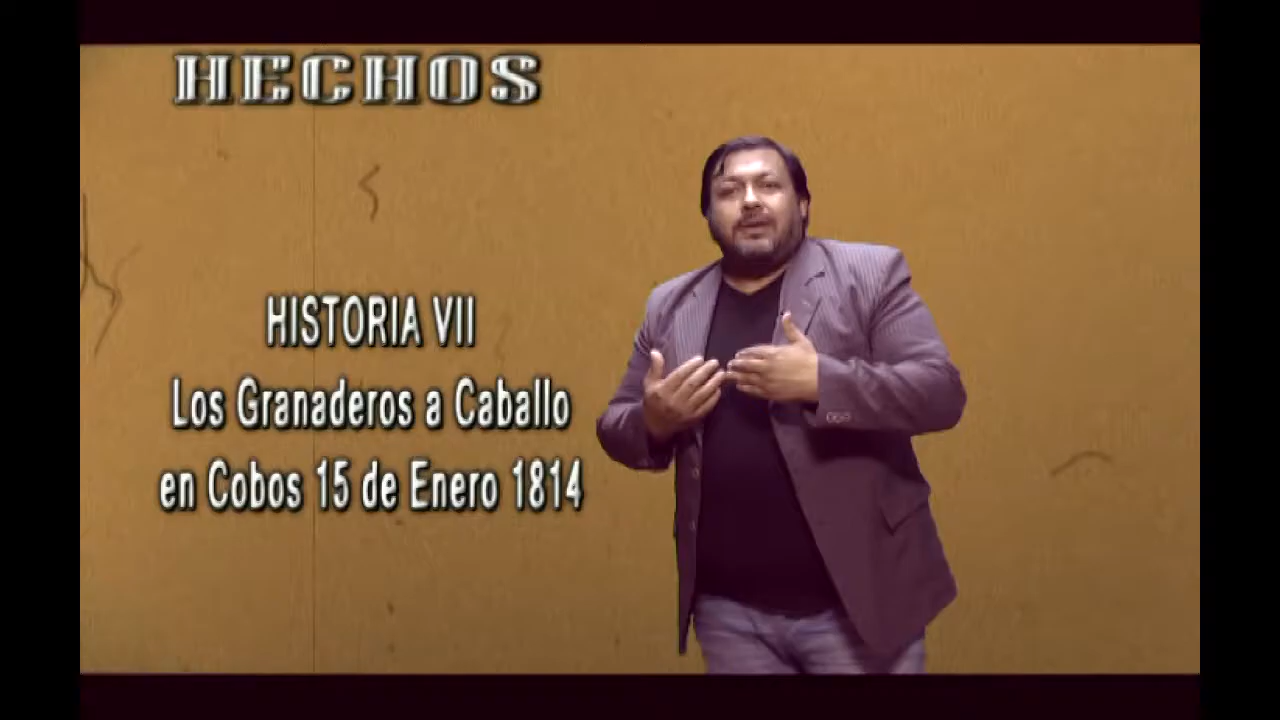 HECHOS
HISTORIA VII
Los Granaderos a Caballo
en Cobos 15 de Enero 1814